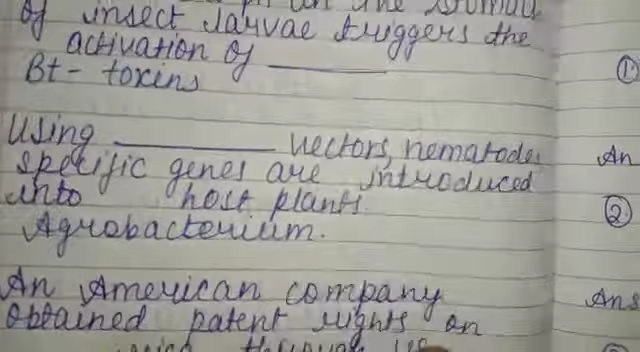 of insect larvae triggers the
activation of ________
Bt- toxins
①
Using ________ vectors, nematode
An
specific genes are introduced
into host plants.
②
Agrobacterium.
An American company
Ans
obtained patent rights on
through